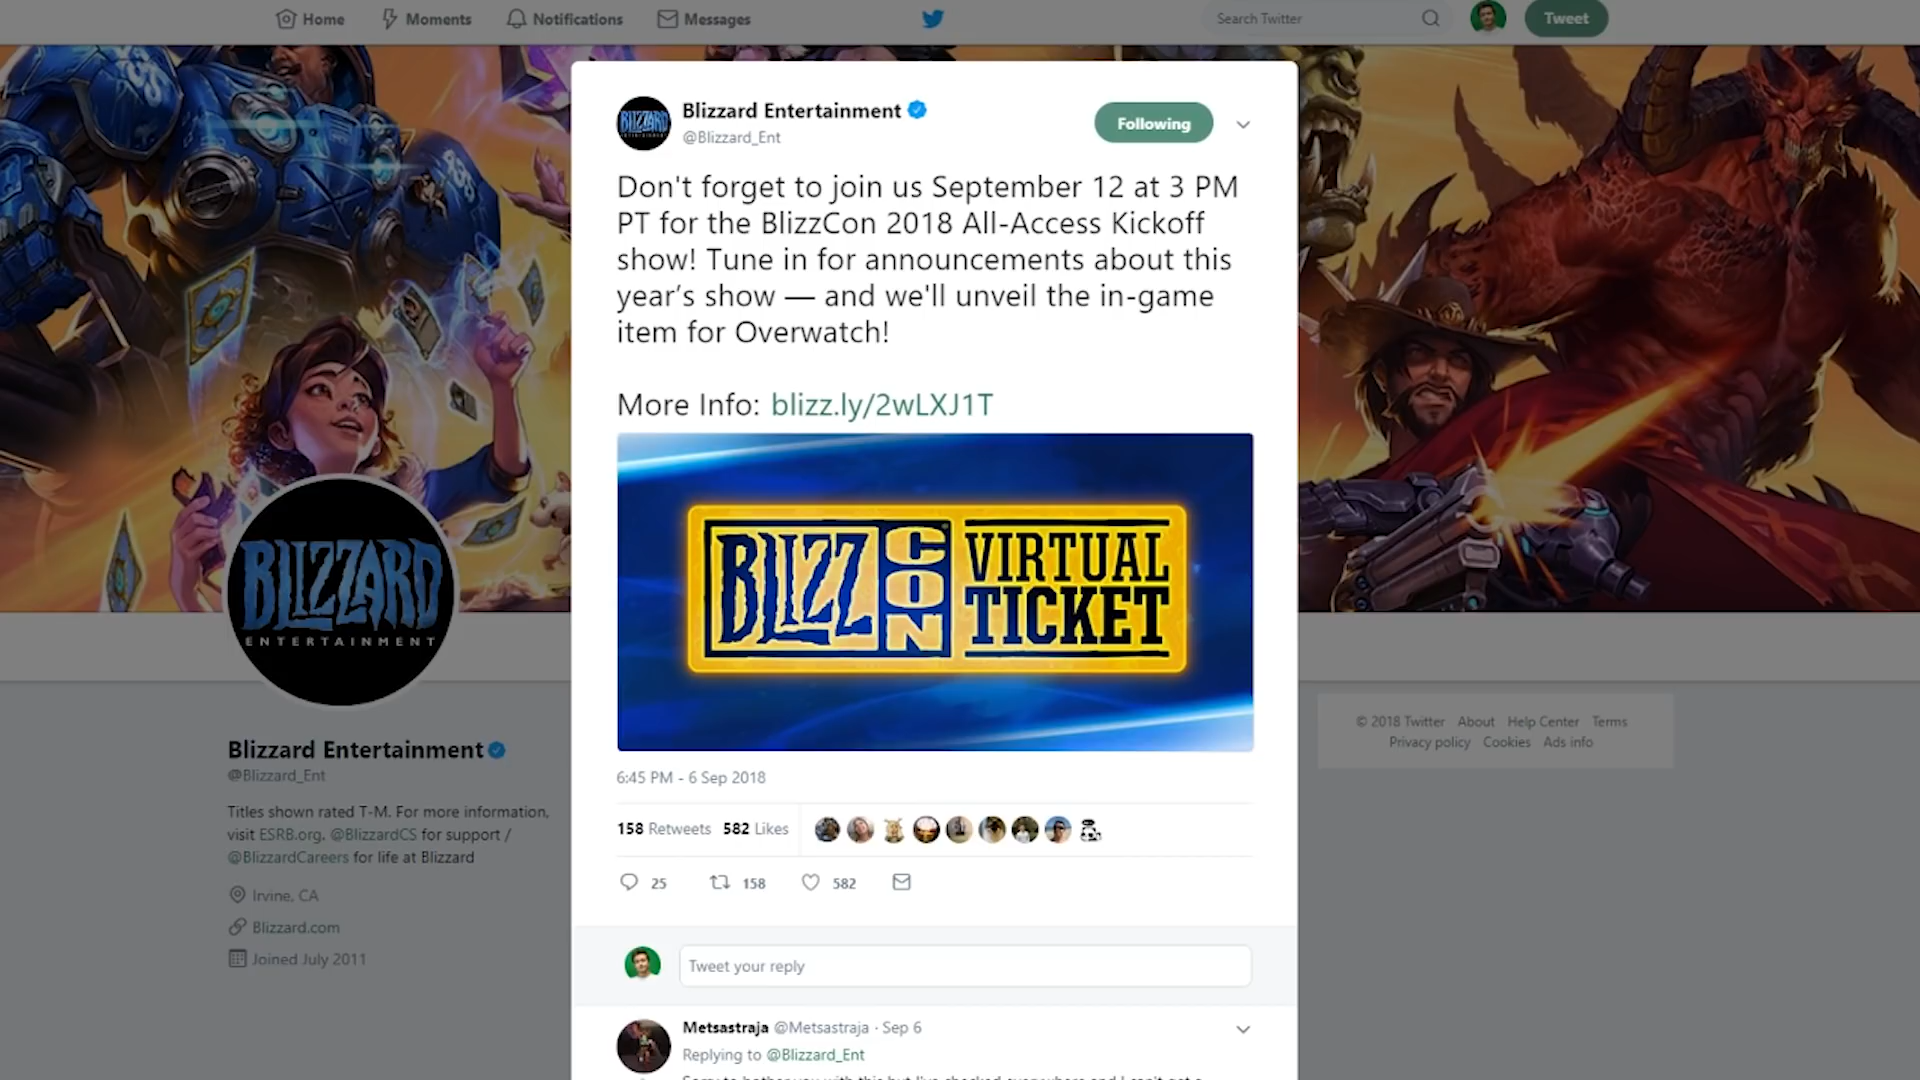 Home Moments Notifications Messages
Search Twitter
Tweet
Blizzard Entertainment
@Blizzard_Ent
Following
Don't forget to join us September 12 at 3 PM
PT for the BlizzCon 2018 All-Access Kickoff
show! Tune in for announcements about this
year’s show — and we'll unveil the in-game
item for Overwatch!
More Info: blizz.ly/2wLXJ1T
BLIZZ CON VIRTUAL
TICKET
6:45 PM - 6 Sep 2018
158 Retweets 582 Likes
25 158 582
Tweet your reply
Metsastraja @Metsastraja · Sep 6
Replying to @Blizzard_Ent
BLIZZARD
ENTERTAINMENT
Blizzard Entertainment
@Blizzard_Ent
Titles shown rated T-M. For more information,
visit ESRB.org. @BlizzardCS for support /
@BlizzardCareers for life at Blizzard
Irvine, CA
Blizzard.com
Joined July 2011
© 2018 Twitter About Help Center Terms
Privacy policy Cookies Ads info